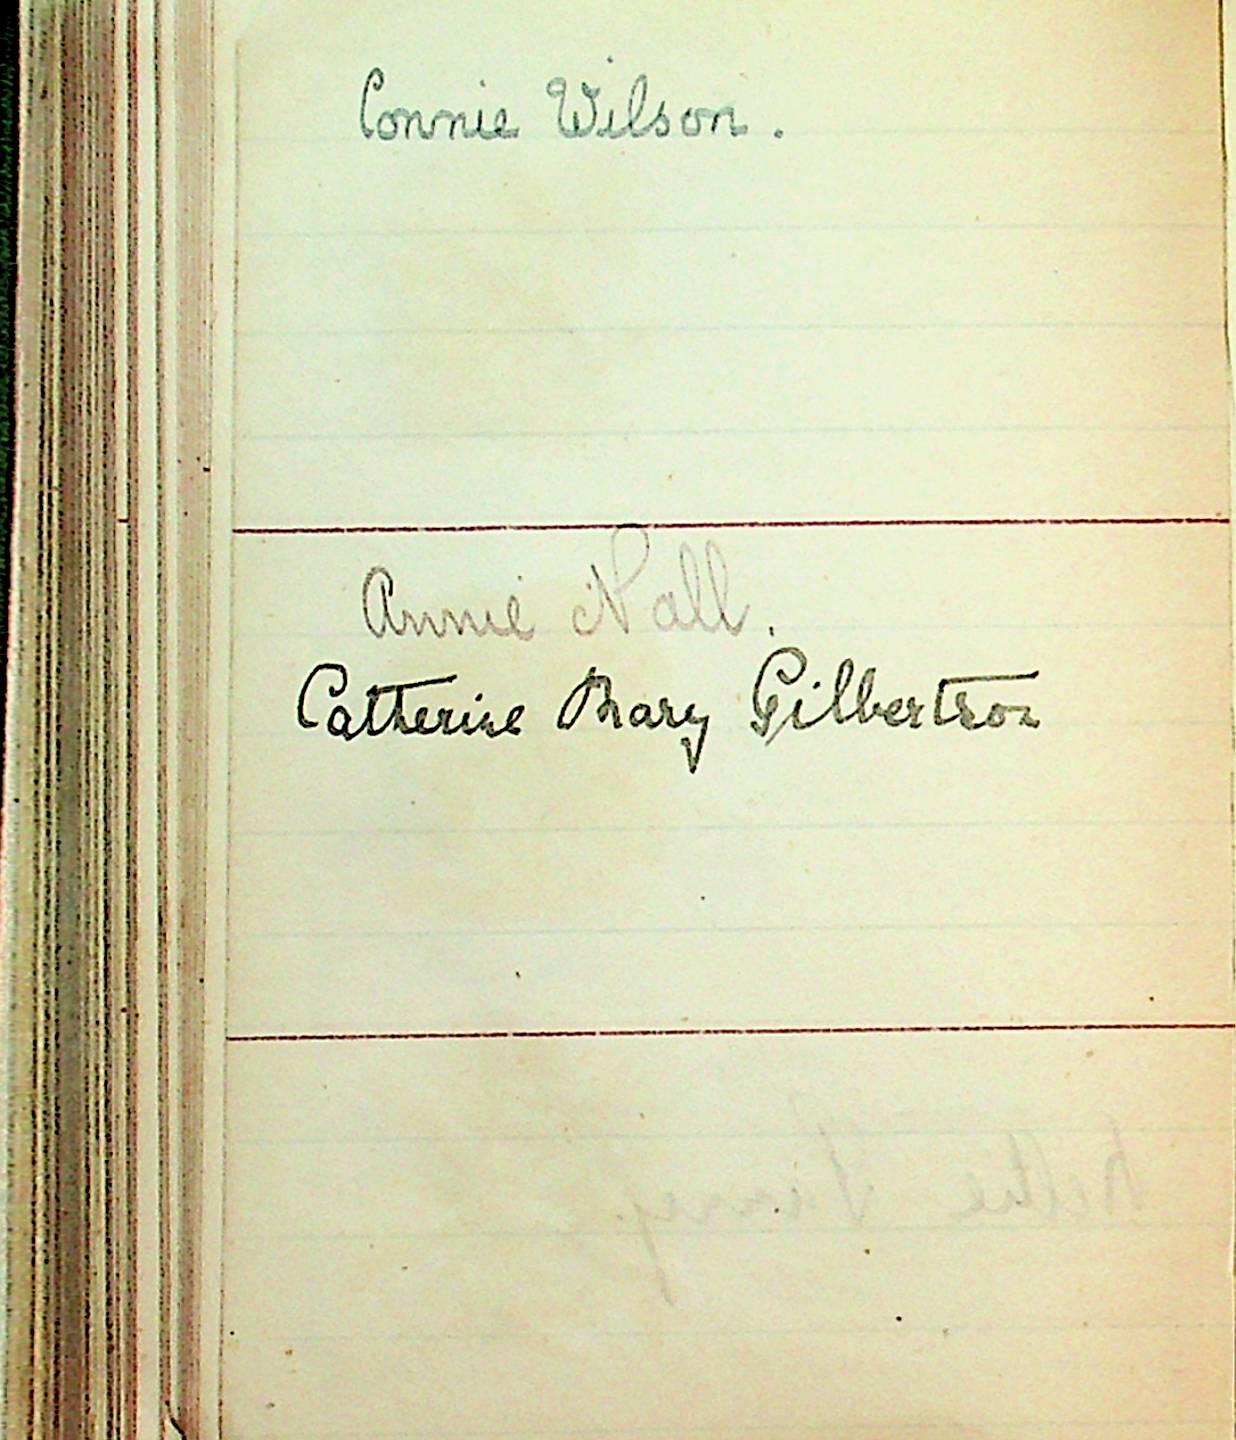 Connie Wilson.
Annie Nall.
Catherine Mary Gilbertson